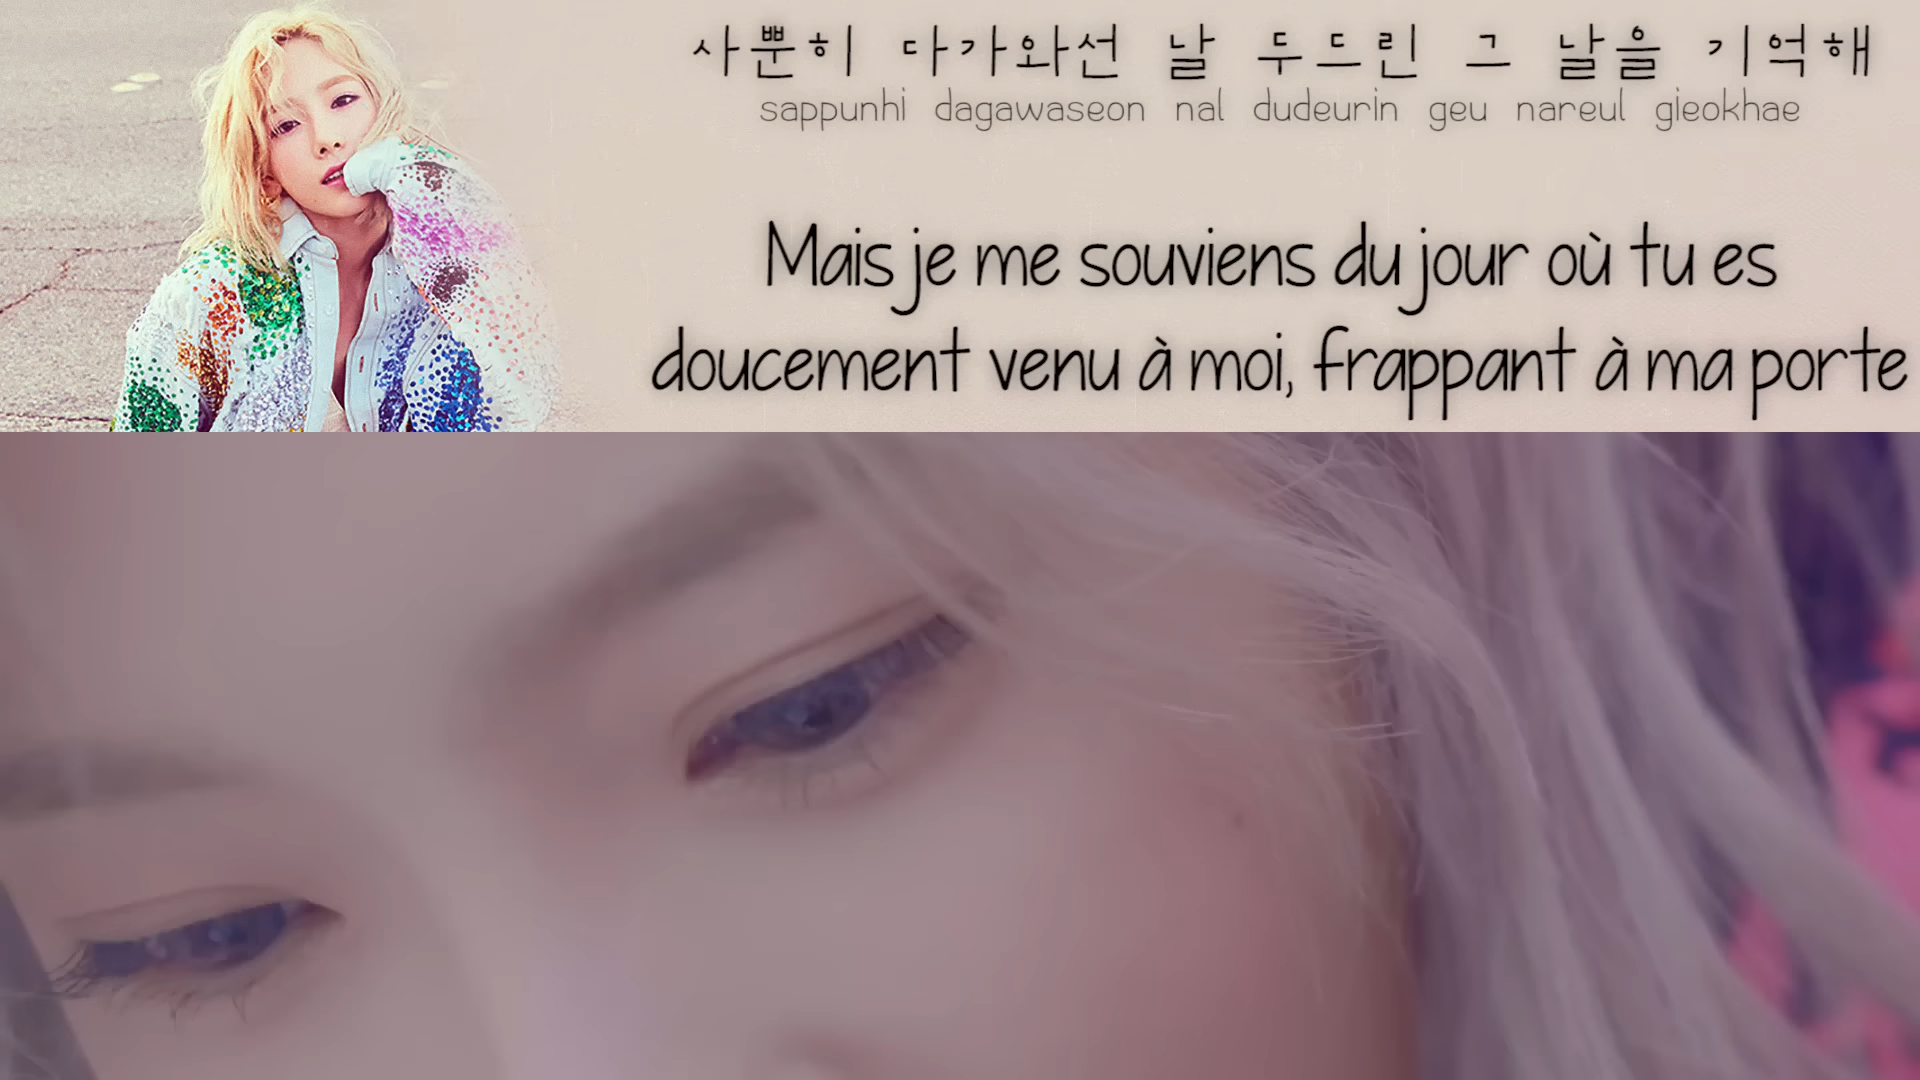 사뿐히 다가와선 날 두드린 그 날을 기억해
sappunhi dagawaseon nal dudeurin geu nareul gieokhae
Mais je me souviens du jour où tu es
doucement venu à moi, frappant à ma porte